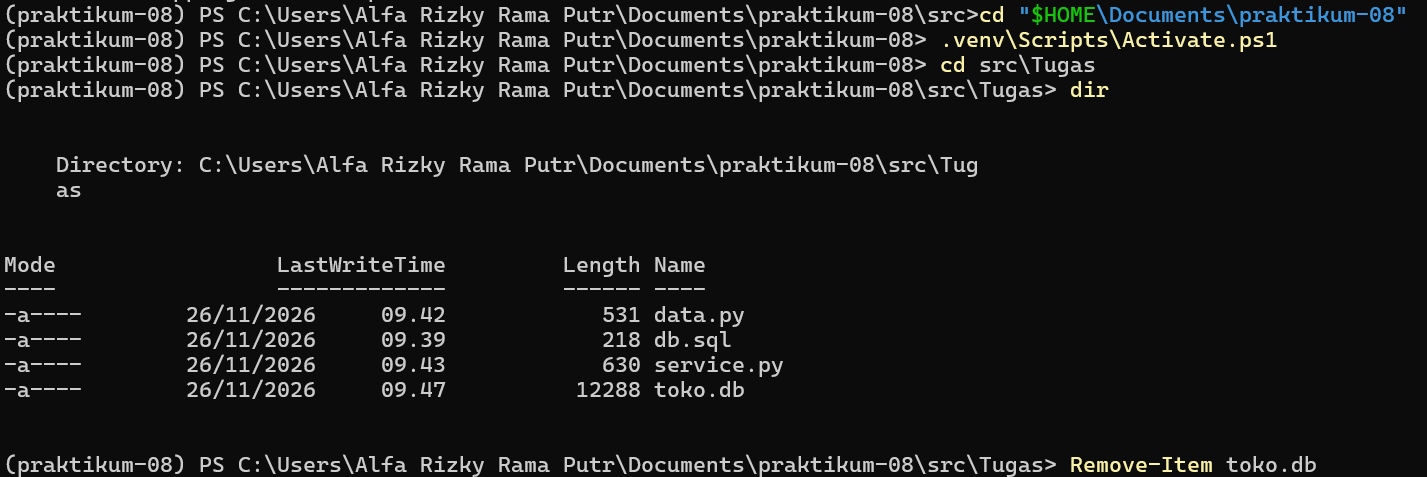 (praktikum-08) PS C:\Users\Alfa Rizky Rama Putr\Documents\praktikum-08\src>cd "$HOME\Documents\praktikum-08"
(praktikum-08) PS C:\Users\Alfa Rizky Rama Putr\Documents\praktikum-08> .venv\Scripts\Activate.ps1
(praktikum-08) PS C:\Users\Alfa Rizky Rama Putr\Documents\praktikum-08> cd src\Tugas
(praktikum-08) PS C:\Users\Alfa Rizky Rama Putr\Documents\praktikum-08\src\Tugas> dir
Directory: C:\Users\Alfa Rizky Rama Putr\Documents\praktikum-08\src\Tug
as
Mode LastWriteTime Length Name
---- ------------- ------ ----
-a---- 26/11/2026 09.42 531 data.py
-a---- 26/11/2026 09.39 218 db.sql
-a---- 26/11/2026 09.43 630 service.py
-a---- 26/11/2026 09.47 12288 toko.db
(praktikum-08) PS C:\Users\Alfa Rizky Rama Putr\Documents\praktikum-08\src\Tugas> Remove-Item toko.db